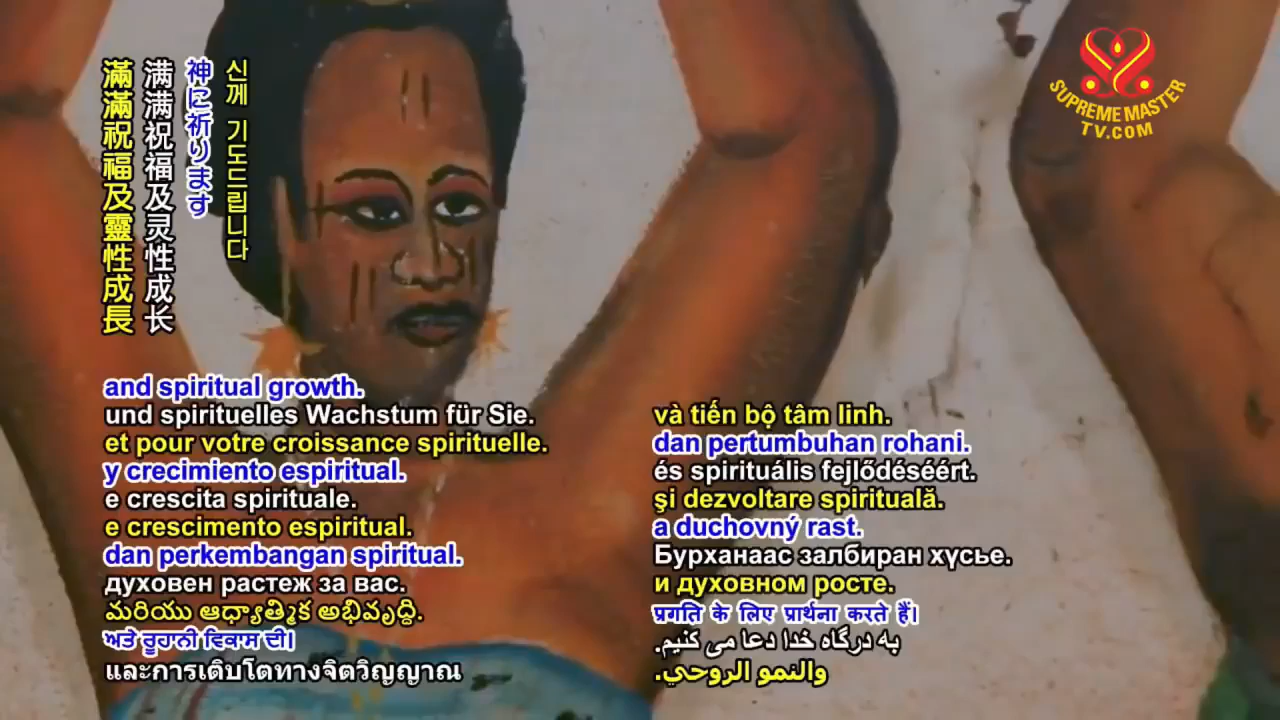 滿滿祝福及靈性成長
满满祝福及灵性成长
神に祈ります
신께 기도드립니다
SUPREME MASTER
TV.COM
and spiritual growth.
und spirituelles Wachstum für Sie.
et pour votre croissance spirituelle.
y crecimiento espiritual.
e crescita spirituale.
e crescimento espiritual.
dan perkembangan spiritual.
духовен растеж за вас.
మరియు ఆధ్యాత్మిక అభివృద్ధి.
ਅਤੇ ਰੂਹਾਨੀ ਵਿਕਾਸ ਦੀ।
และการเติบโตทางจิตวิญญาณ
và tiến bộ tâm linh.
dan pertumbuhan rohani.
és spirituális fejlődéséért.
şi dezvoltare spirituală.
a duchovný rast.
Бурханаас залбиран хүсье.
и духовном росте.
प्रगति के लिए प्रार्थना करते हैं।
به درگاه خدا دعا می کنیم.
والنمو الروحي.